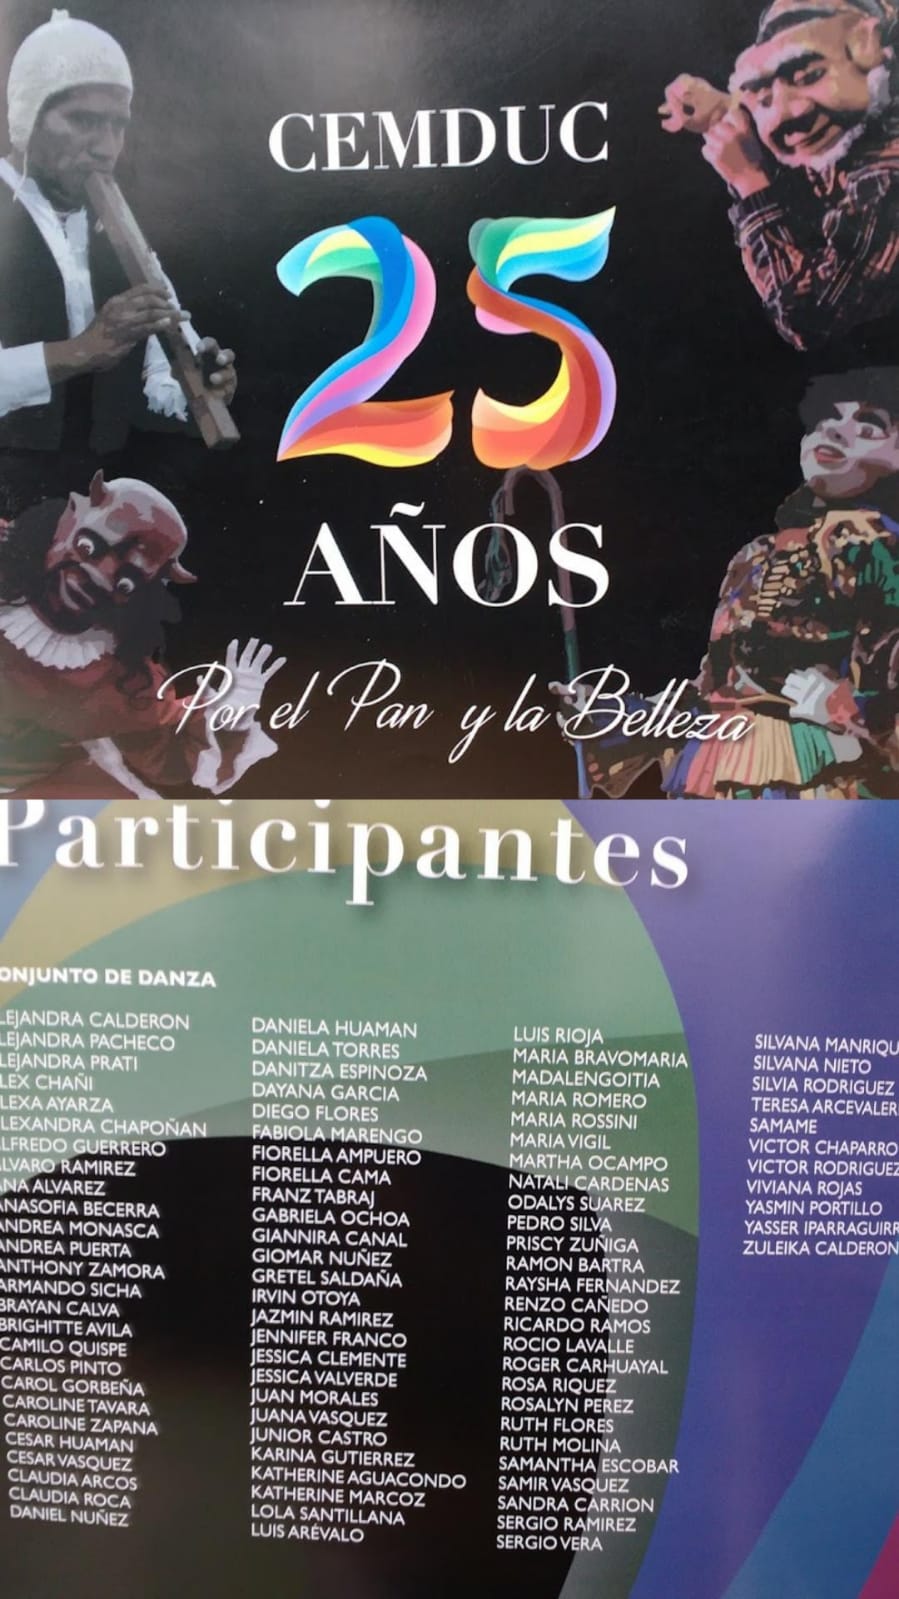 CEMDUC
25
AÑOS
Por el Pan y la Belleza
Participantes
ONJUNTO DE DANZA
LEJANDRA CALDERON
LEJANDRA PACHECO
LEJANDRA PRATI
LEX CHAÑI
LEXA AYARZA
LEXANDRA CHAPOÑAN
LFREDO GUERRERO
LVARO RAMIREZ
NA ALVAREZ
ANASOFIA BECERRA
ANDREA MONASCA
ANDREA PUERTA
ANTHONY ZAMORA
ARMANDO SICHA
BRAYAN CALVA
BRIGHITTE AVILA
CAMILO QUISPE
CARLOS PINTO
CAROL GORBEÑA
CAROLINE TAVARA
CAROLINE ZAPANA
CESAR HUAMAN
CESAR VASQUEZ
CLAUDIA ARCOS
CLAUDIA ROCA
DANIEL NUÑEZ
DANIELA HUAMAN
DANIELA TORRES
DANITZA ESPINOZA
DAYANA GARCIA
DIEGO FLORES
FABIOLA MARENGO
FIORELLA AMPUERO
FIORELLA CAMA
FRANZ TABRAJ
GABRIELA OCHOA
GIANNIRA CANAL
GIOMAR NUÑEZ
GRETEL SALDAÑA
IRVIN OTOYA
JAZMIN RAMIREZ
JENNIFER FRANCO
JESSICA CLEMENTE
JESSICA VALVERDE
JUAN MORALES
JUANA VASQUEZ
JUNIOR CASTRO
KARINA GUTIERREZ
KATHERINE AGUACONDO
KATHERINE MARCOZ
LOLA SANTILLANA
LUIS ARÉVALO
LUIS RIOJA
MARIA BRAVOMARIA
MADALENGOITIA
MARIA ROMERO
MARIA ROSSINI
MARIA VIGIL
MARTHA OCAMPO
NATALI CARDENAS
ODALYS SUAREZ
PEDRO SILVA
PRISCY ZUÑIGA
RAMON BARTRA
RAYSHA FERNANDEZ
RENZO CAÑEDO
RICARDO RAMOS
ROCIO LAVALLE
ROGER CARHUAYAL
ROSA RIQUEZ
ROSALYN PEREZ
RUTH FLORES
RUTH MOLINA
SAMANTHA ESCOBAR
SAMIR VASQUEZ
SANDRA CARRION
SERGIO RAMIREZ
SERGIO VERA
SILVANA MANRIQU
SILVANA NIETO
SILVIA RODRIGUEZ
TERESA ARCEVALER
SAMAME
VICTOR CHAPARRO
VICTOR RODRIGUEZ
VIVIANA ROJAS
YASMIN PORTILLO
YASSER IPARRAGUIRR
ZULEIKA CALDERON